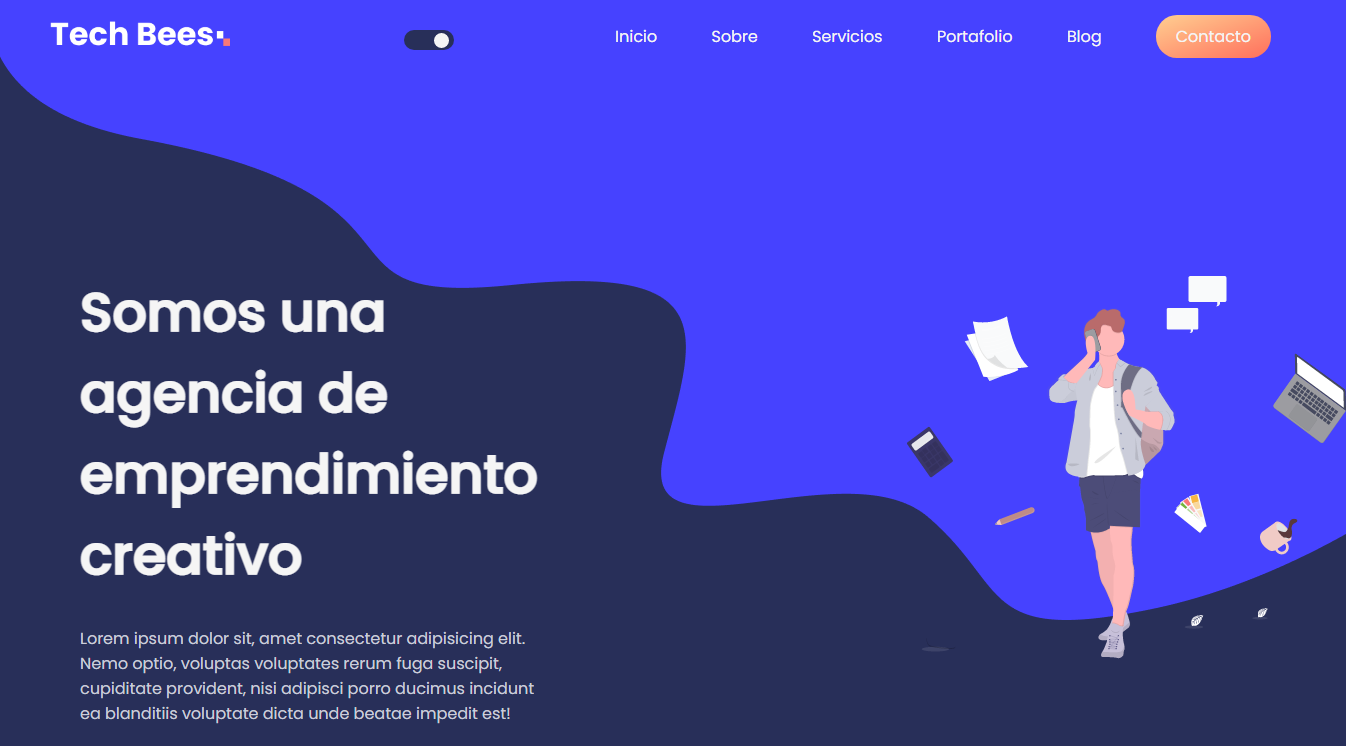 Tech Bees
Inicio Sobre Servicios Portafolio Blog Contacto
Somos una
agencia de
emprendimiento
creativo
Lorem ipsum dolor sit, amet consectetur adipisicing elit.
Nemo optio, voluptas voluptates rerum fuga suscipit,
cupiditate provident, nisi adipisci porro ducimus incidunt
ea blanditiis voluptate dicta unde beatae impedit est!